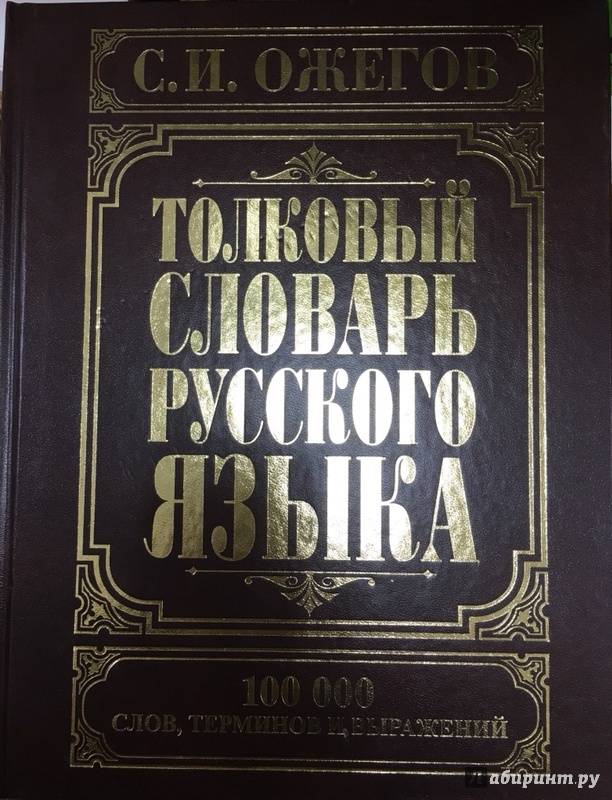 С.И. ОЖЕГОВ
ТОЛКОВЫЙ
СЛОВАРЬ
РУССКОГО
ЯЗЫКА
100 000
СЛОВ, ТЕРМИНОВ И ВЫРАЖЕНИЙ
Лабиринт.ру